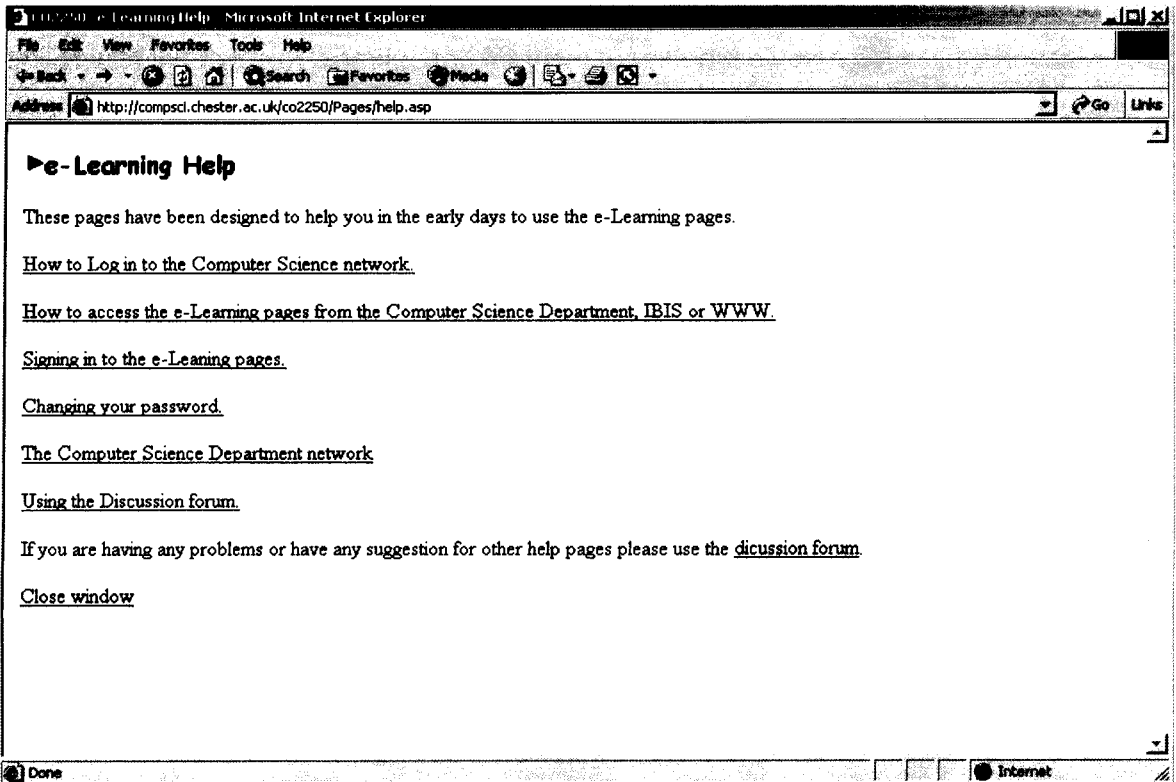 CO2250 e-Learning Help - Microsoft Internet Explorer
File Edit View Favorites Tools Help
Back Search Favorites Media
Address http://compsci.chester.ac.uk/co2250/Pages/help.asp Go Links
e-Learning Help
These pages have been designed to help you in the early days to use the e-Learning pages.
How to Log in to the Computer Science network.
How to access the e-Learning pages from the Computer Science Department, IBIS or WWW.
Signing in to the e-Leaning pages.
Changing your password.
The Computer Science Department network
Using the Discussion forum.
If you are having any problems or have any suggestion for other help pages please use the dicussion forum.
Close window
Done Internet